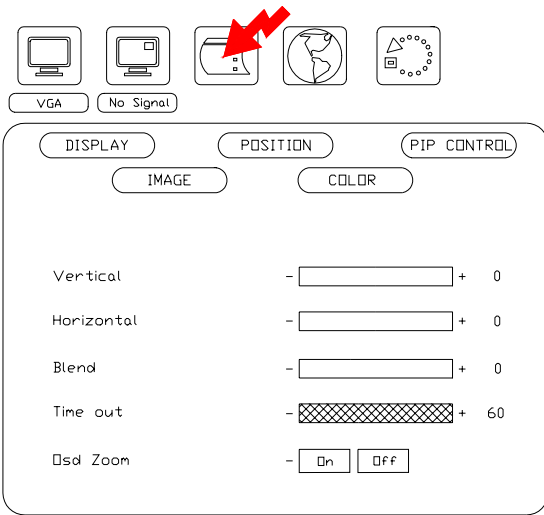 VGA
No Signal
DISPLAY POSITION PIP CONTROL
IMAGE COLOR
Vertical - + 0
Horizontal - + 0
Blend - + 0
Time out - + 60
Osd Zoom - On Off